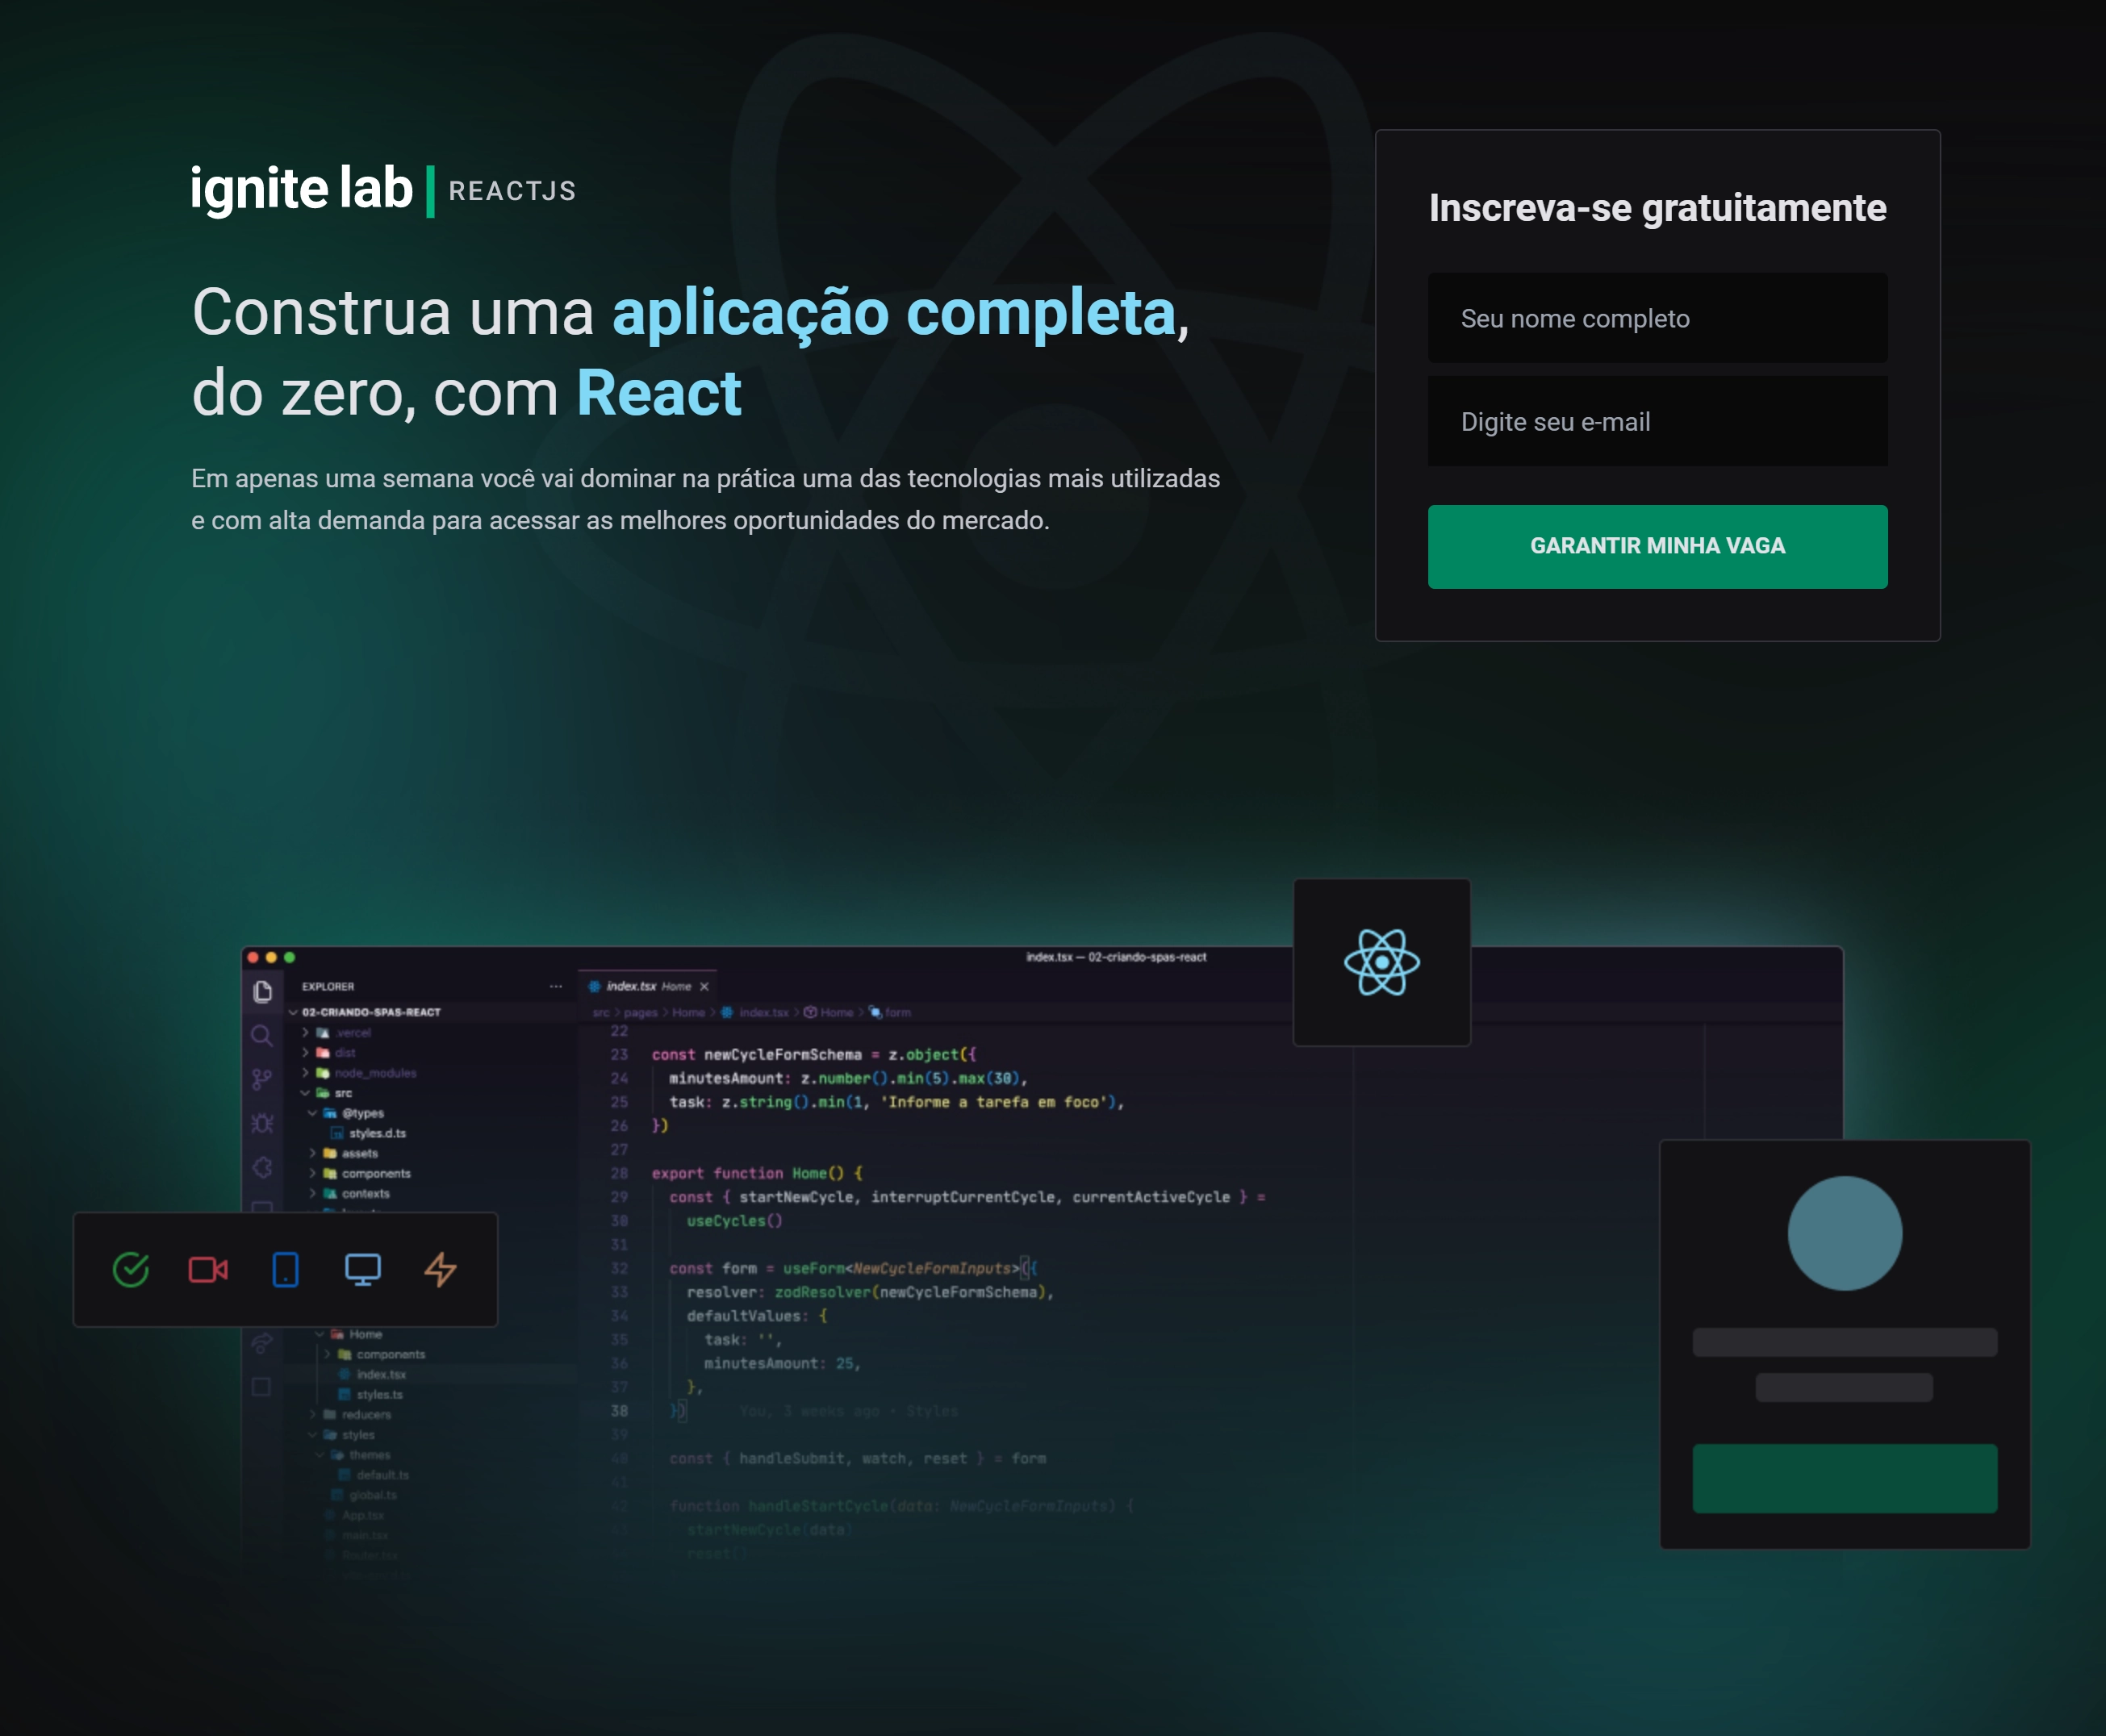 ignite lab | REACTJS
Construa uma aplicação completa,
do zero, com React
Em apenas uma semana você vai dominar na prática uma das tecnologias mais utilizadas
e com alta demanda para acessar as melhores oportunidades do mercado.
Inscreva-se gratuitamente
Seu nome completo
Digite seu e-mail
GARANTIR MINHA VAGA
index.tsx — 02-criando-spas-react
EXPLORER ···
02-CRIANDO-SPAS-REACT
.vercel
dist
node_modules
src
@types
styles.d.ts
assets
components
contexts
Home
components
index.tsx
styles.ts
reducers
styles
themes
default.ts
global.ts
App.tsx
main.tsx
Router.tsx
index.tsx Home
src > pages > Home > index.tsx > Home > form
22
23 const newCycleFormSchema = z.object({
24 minutesAmount: z.number().min(5).max(30),
25 task: z.string().min(1, 'Informe a tarefa em foco'),
26 })
27
28 export function Home() {
29 const { startNewCycle, interruptCurrentCycle, currentActiveCycle } =
30 useCycles()
31
32 const form = useForm<NewCycleFormInputs>({
33 resolver: zodResolver(newCycleFormSchema),
34 defaultValues: {
35 task: '',
36 minutesAmount: 25,
37 },
38 }) You, 3 weeks ago • Styles
39
40 const { handleSubmit, watch, reset } = form
41
42 function handleStartCycle(data: NewCycleFormInputs) {
startNewCycle(data)
reset()